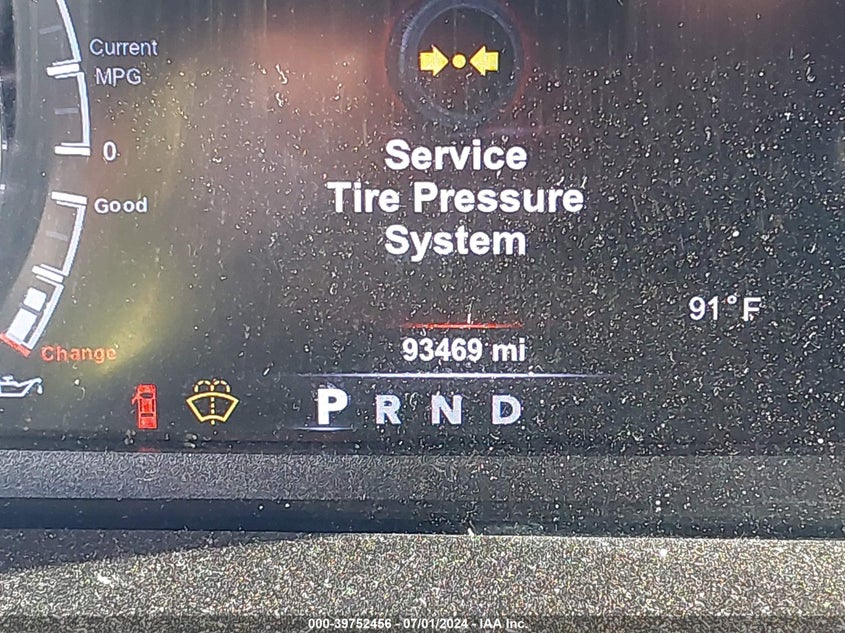 Current
MPG
0
Good
Service
Tire Pressure
System
91°F
Change
93469 mi
P R N D
000-39752456 - 07/01/2024 - IAA Inc.